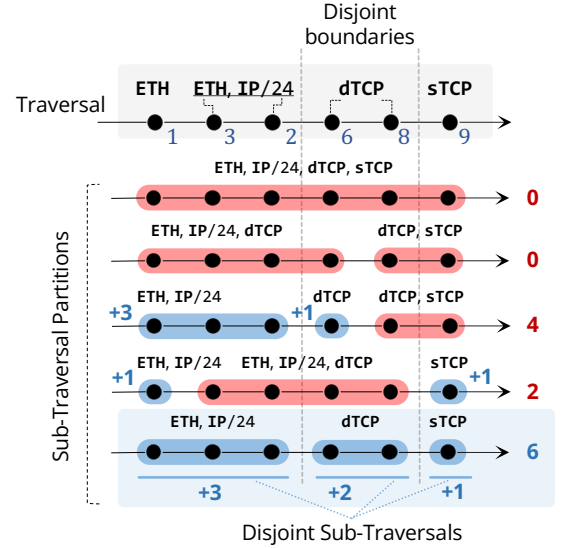 Disjoint
boundaries
ETH ETH, IP/24 dTCP sTCP
Traversal
1 3 2 6 8 9
ETH, IP/24, dTCP, sTCP
0
ETH, IP/24, dTCP dTCP, sTCP
0
ETH, IP/24 dTCP dTCP, sTCP
+3 +1 4
ETH, IP/24 ETH, IP/24, dTCP sTCP
+1 +1 2
ETH, IP/24 dTCP sTCP
6
+3 +2 +1
Sub-Traversal Partitions
Disjoint Sub-Traversals